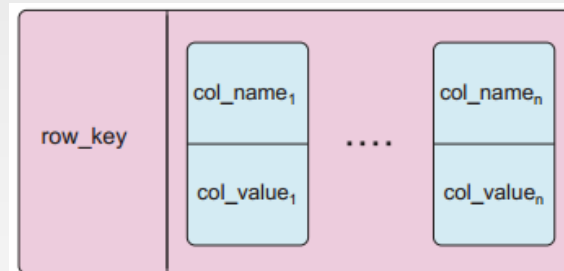 col_name₁
col_nameₙ
row_key
....
col_value₁
col_valueₙ